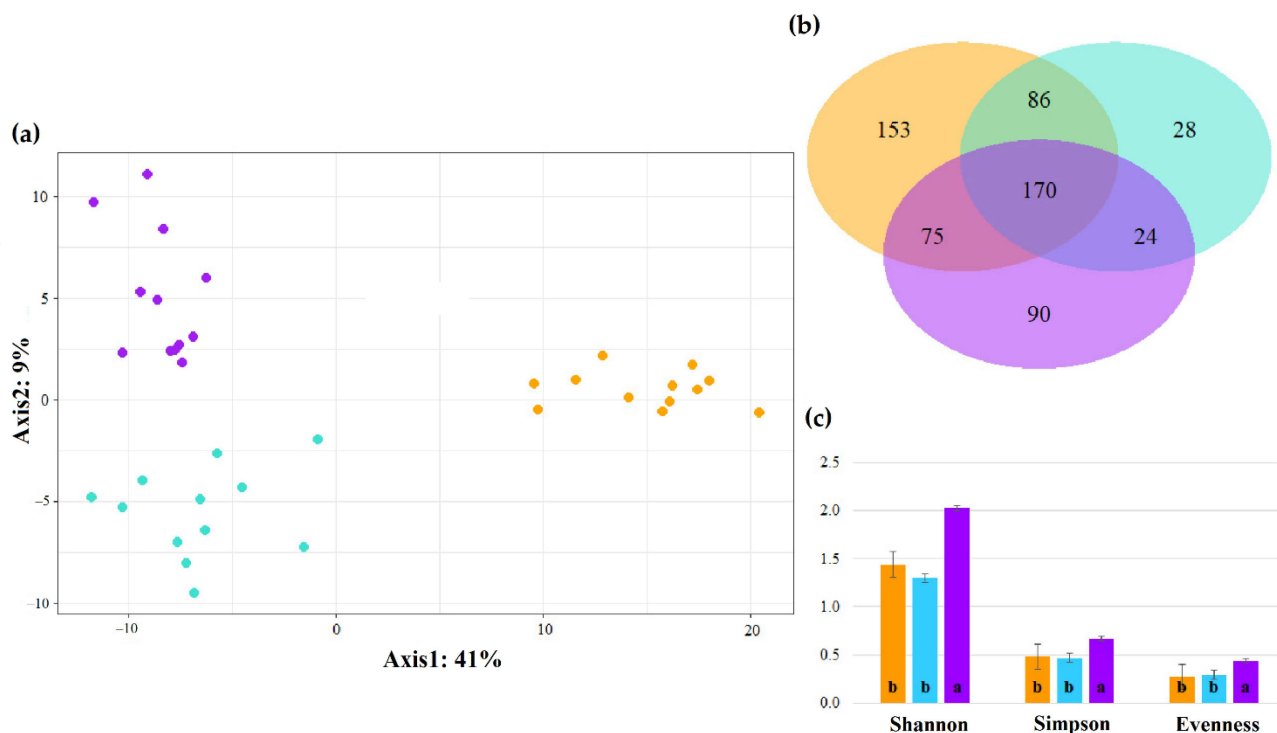 (a)
10
5
0
–5
–10
–10
0
10
20
Axis2: 9%
Axis1: 41%
(b)
153
86
28
170
75
24
90
(c)
2.5
2.0
1.5
1.0
0.5
0.0
b b a
b b a
b b a
Shannon Simpson Evenness